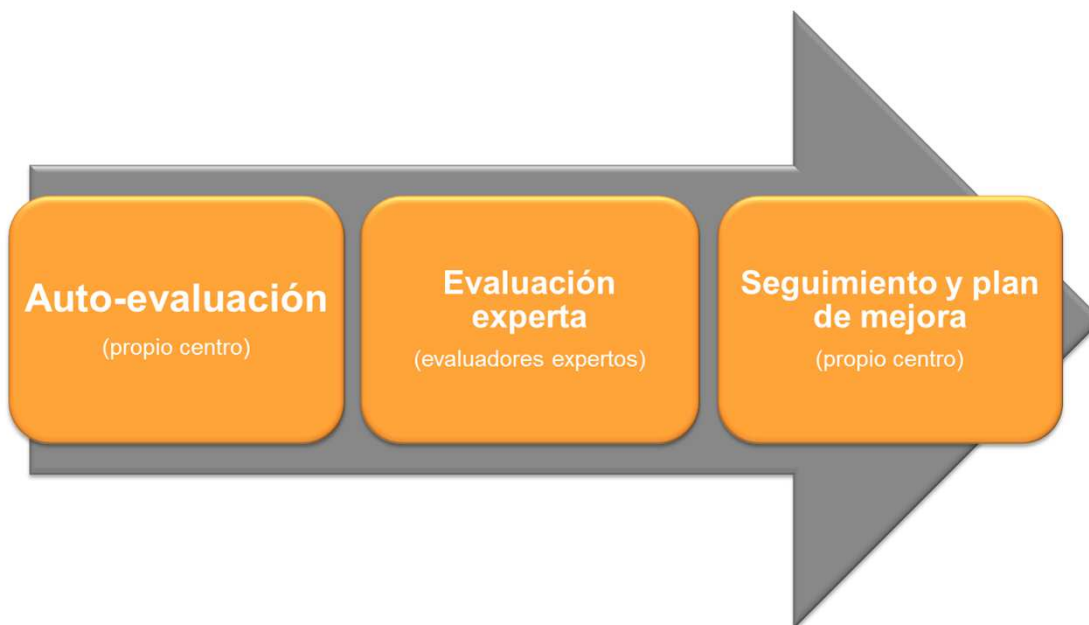 Auto-evaluación
(propio centro)
Evaluación
experta
(evaluadores expertos)
Seguimiento y plan
de mejora
(propio centro)